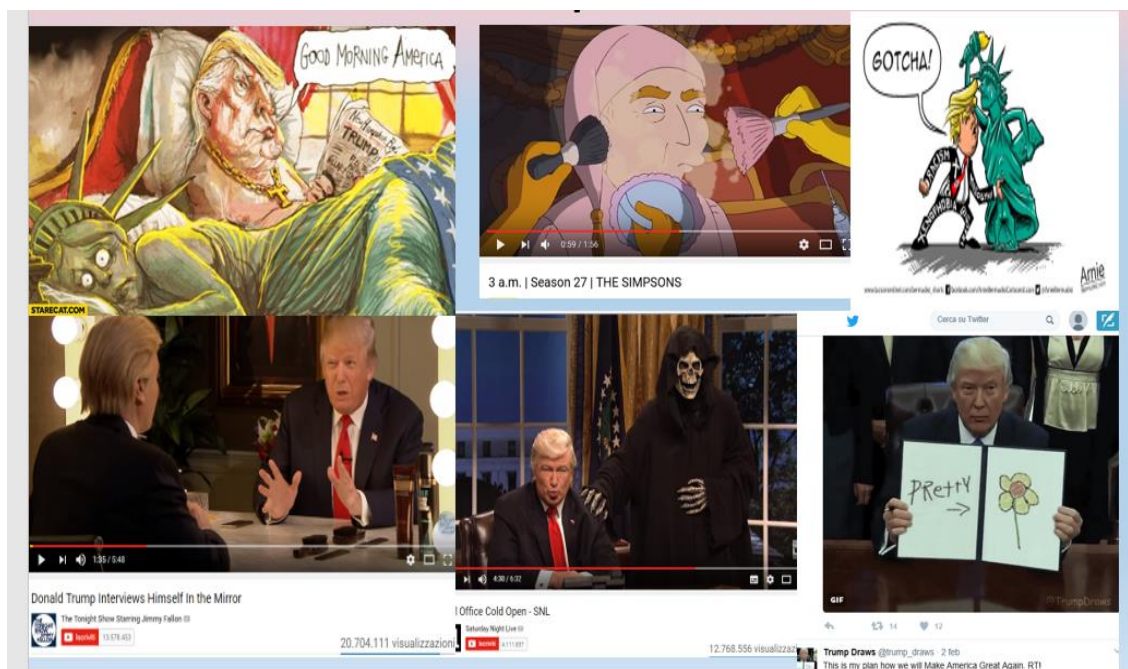 GOOD MORNING AMERICA
TRUMP
STARECAT.COM
0:59 / 1:56
3 a.m. | Season 27 | THE SIMPSONS
GOTCHA!
RACISM
XENOPHOBIA
Arnie
Donald Trump Interviews Himself In the Mirror
1:35 / 5:48
The Tonight Show Starring Jimmy Fallon
Iscriviti 13.578.453
20.704.111 visualizzazioni
4:38 / 6:32
Office Cold Open - SNL
Saturday Night Live
Iscriviti
12.768.556 visualizzazi
Cerca su Twitter
PRetty
GIF
@TrumpDraws
14
12
Trump Draws @trump_draws · 2 feb
This is my plan how we will Make America Great Again. RT!